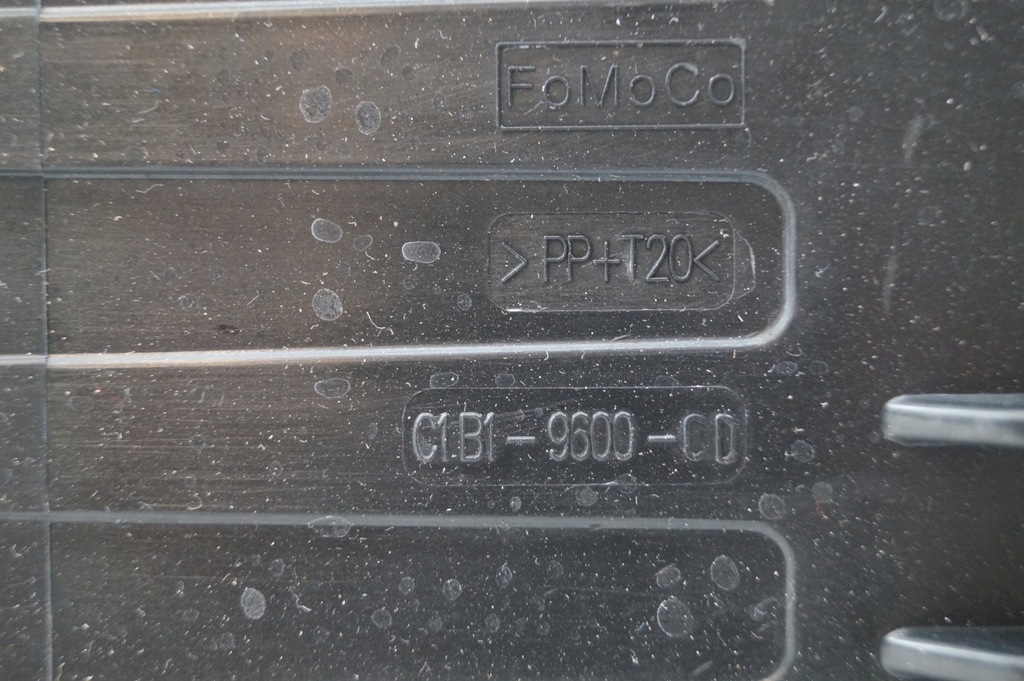 FoMoCo
>PP+T20<
C1B1-9600-CD